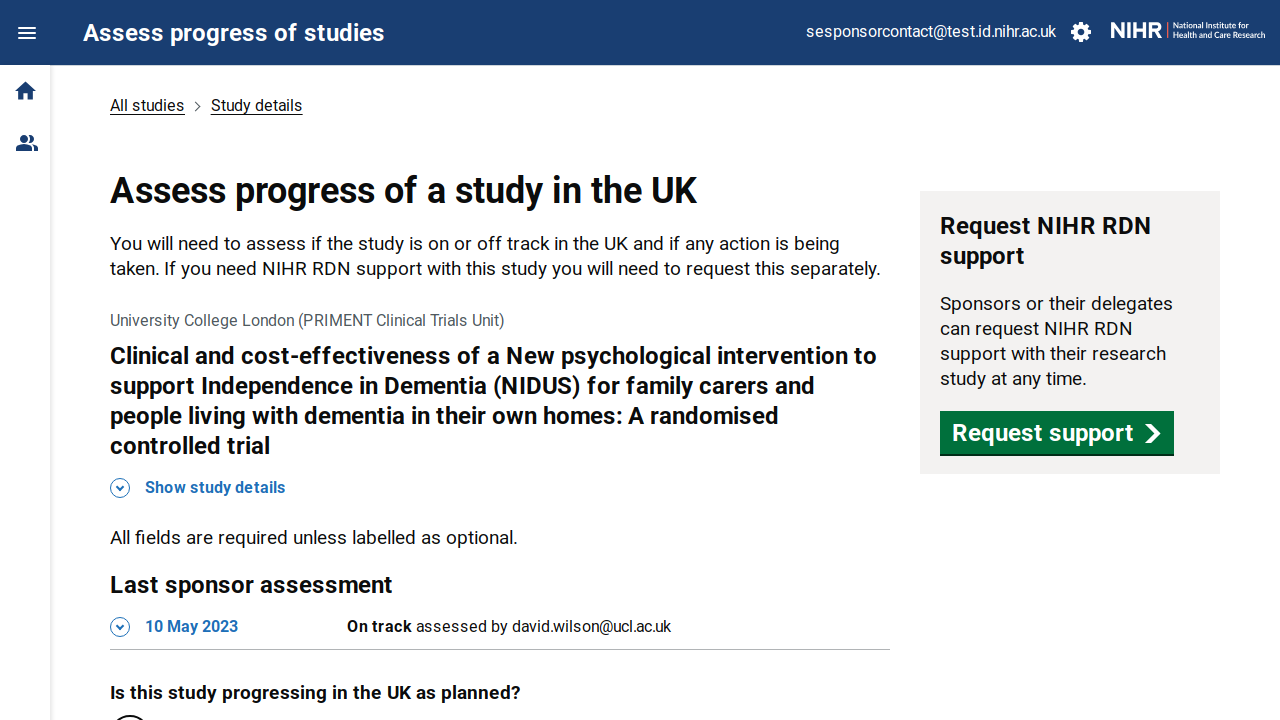 Assess progress of studies
sesponsorcontact@test.id.nihr.ac.uk
NIHR | National Institute for
Health and Care Research
All studies
Study details
Assess progress of a study in the UK
You will need to assess if the study is on or off track in the UK and if any action is being
taken. If you need NIHR RDN support with this study you will need to request this separately.
University College London (PRIMENT Clinical Trials Unit)
Clinical and cost-effectiveness of a New psychological intervention to
support Independence in Dementia (NIDUS) for family carers and
people living with dementia in their own homes: A randomised
controlled trial
Show study details
All fields are required unless labelled as optional.
Last sponsor assessment
10 May 2023
On track assessed by david.wilson@ucl.ac.uk
Is this study progressing in the UK as planned?
Request NIHR RDN
support
Sponsors or their delegates
can request NIHR RDN
support with their research
study at any time.
Request support